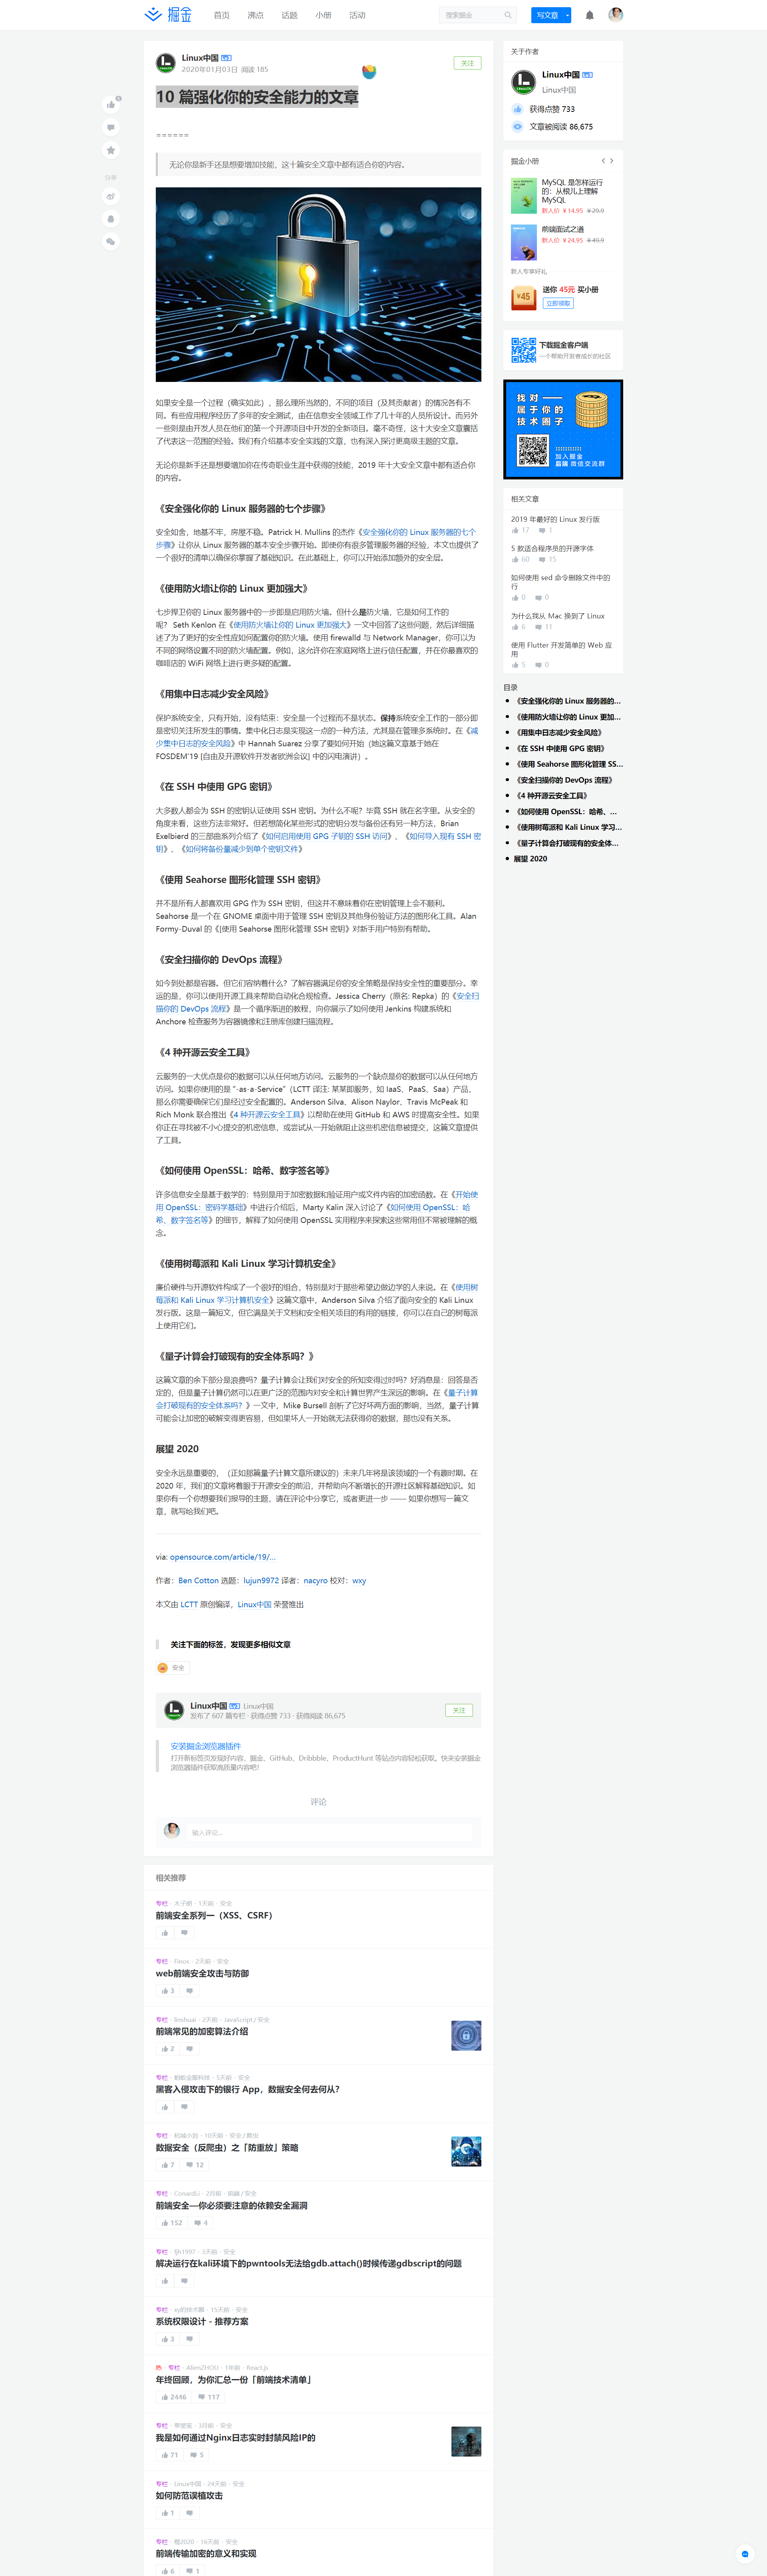 掘金
首页
沸点
话题
小册
活动
搜索掘金
写文章
Linux中国
2020年01月03日 阅读 185
关注
10 篇强化你的安全能力的文章
======
无论你是新手还是想要增加技能，这十篇安全文章中都有适合你的内容。
如果安全是一个过程（确实如此），那么理所当然的，不同的项目（及其贡献者）的情况各有不
同。有些应用程序经历了多年的安全测试，由在信息安全领域工作了几十年的人员所设计。而另外
一些则是由开发人员在他们的第一个开源项目中开发的全新项目。毫不奇怪，这十大安全文章囊括
了代表这一范围的经验。我们有介绍基本安全实践的文章，也有深入探讨更高级主题的文章。
无论你是新手还是想要增加你在传奇职业生涯中获得的技能，2019 年十大安全文章中都有适合你
的内容。
《安全强化你的 Linux 服务器的七个步骤》
安全如舍，地基不牢，房屋不稳。Patrick H. Mullins 的杰作《安全强化你的 Linux 服务器的七个
步骤》让你从 Linux 服务器的基本安全步骤开始。即使你有很多管理服务器的经验，本文也提供了
一个很好的清单以确保你掌握了基础知识。在此基础上，你可以开始添加额外的安全层。
《使用防火墙让你的 Linux 更加强大》
七步捍卫你的 Linux 服务器中的一步即是启用防火墙。但什么是防火墙，它是如何工作的
呢？ Seth Kenlon 在《使用防火墙让你的 Linux 更加强大》一文中回答了这些问题，然后详细描
述了为了更好的安全性应如何配置你的防火墙。使用 firewalld 与 Network Manager，你可以为
不同的网络设置不同的防火墙配置。例如，这允许你在家庭网络上进行信任配置，并在你最喜欢的
咖啡店的 WiFi 网络上进行更多疑的配置。
《用集中日志减少安全风险》
保护系统安全，只有开始，没有结束：安全是一个过程而不是状态。保持系统安全工作的一部分即
是密切关注所发生的事情。集中化日志是实现这一点的一种方法，尤其是在管理多系统时。在《减
少集中日志的安全风险》中 Hannah Suarez 分享了要如何开始（她这篇文章基于她在
FOSDEM'19 [自由及开源软件开发者欧洲会议] 中的闪电演讲）。
《在 SSH 中使用 GPG 密钥》
大多数人都会为 SSH 的密钥认证使用 SSH 密钥。为什么不呢？毕竟 SSH 就在名字里。从安全的
角度来看，这些方法非常好。但若想简化某些形式的密钥分发与备份还有另一种方法，Brian
Exelbierd 的三部曲系列介绍了《如何启用使用 GPG 子钥的 SSH 访问》、《如何导入现有 SSH 密
钥》、《如何将备份量减少到单个密钥文件》
《使用 Seahorse 图形化管理 SSH 密钥》
并不是所有人都喜欢用 GPG 作为 SSH 密钥，但这并不意味着你在密钥管理上会不顺利。
Seahorse 是一个在 GNOME 桌面中用于管理 SSH 密钥及其他身份验证方法的图形化工具。Alan
Formy-Duval 的《[使用 Seahorse 图形化管理 SSH 密钥》对新手用户特别有帮助。
《安全扫描你的 DevOps 流程》
如今到处都是容器。但它们容纳着什么？了解容器满足你的安全策略是保持安全性的重要部分。幸
运的是，你可以使用开源工具来帮助自动化合规检查。Jessica Cherry（原名: Repka）的《安全扫
描你的 DevOps 流程》是一个循序渐进的教程，向你展示了如何使用 Jenkins 构建系统和
Anchore 检查服务为容器镜像和注册库创建扫描流程。
《4 种开源云安全工具》
云服务的一大优点是你的数据可以从任何地方访问。云服务的一个缺点是你的数据可以从任何地方
访问。如果你使用的是 “-as-a-Service”（LCTT 译注: 某某即服务，如 IaaS、PaaS、Saa）产品，
那么你需要确保它们是经过安全配置的。Anderson Silva、Alison Naylor、Travis McPeak 和
Rich Monk 联合推出《4 种开源云安全工具》以帮助在使用 GitHub 和 AWS 时提高安全性。如果
你正在寻找被不小心提交的机密信息，或尝试从一开始就阻止这些机密信息被提交，这篇文章提供
了工具。
《如何使用 OpenSSL：哈希、数字签名等》
许多信息安全是基于数学的：特别是用于加密数据和验证用户或文件内容的加密函数。在《开始使
用 OpenSSL：密码学基础》中进行介绍后，Marty Kalin 深入讨论了《如何使用 OpenSSL：哈
希、数字签名等》的细节，解释了如何使用 OpenSSL 实用程序来探索这些常用但不常被理解的概
念。
《使用树莓派和 Kali Linux 学习计算机安全》
廉价硬件与开源软件构成了一个很好的组合，特别是对于那些希望边做边学的人来说。在《使用树
莓派和 Kali Linux 学习计算机安全》这篇文章中，Anderson Silva 介绍了面向安全的 Kali Linux
发行版。这是一篇短文，但它满是关于文档和安全相关项目的有用的链接，你可以在自己的树莓派
上使用它们。
《量子计算会打破现有的安全体系吗？》
这篇文章的余下部分是浪费吗？量子计算会让我们对安全的所知变得过时吗？好消息是：回答是否
定的，但是量子计算仍然可以在更广泛的范围内对安全和计算世界产生深远的影响。在《量子计算
会打破现有的安全体系吗？》一文中，Mike Bursell 剖析了它好坏两方面的影响，当然，量子计算
可能会让加密的破解变得更容易，但如果坏人一开始就无法获得你的数据，那也没有关系。
展望 2020
安全永远是重要的，（正如那篇量子计算文章所建议的）未来几年将是该领域的一个有趣时期。在
2020 年，我们的文章将着眼于开源安全的前沿，并帮助向不断增长的开源社区解释基础知识。如
果你有一个你想要我们报导的主题，请在评论中分享它，或者更进一步 —— 如果你想写一篇文
章，就写给我们吧。
via: opensource.com/article/19/…
作者：Ben Cotton 选题：lujun9972 译者：nacyro 校对：wxy
本文由 LCTT 原创编译，Linux中国 荣誉推出
关注下面的标签，发现更多相似文章
安全
Linux中国 Linux中国
发布了 607 篇专栏 · 获得点赞 733 · 获得阅读 86,675
关注
安装掘金浏览器插件
打开新标签页发现好内容，掘金、GitHub、Dribbble、ProductHunt 等站点内容轻松获取。快来安装掘金
浏览器插件获取高质量内容吧！
评论
输入评论...
相关推荐
专栏 · 木子朗 · 1天前 · 安全
前端安全系列一（XSS、CSRF）
专栏 · Finos · 2天前 · 安全
web前端安全攻击与防御
3
专栏 · linshuai · 2天前 · JavaScript / 安全
前端常见的加密算法介绍
2
专栏 · 蚂蚁金服科技 · 5天前 · 安全
黑客入侵攻击下的银行 App，数据安全何去何从？
10天前 · 安全 / 爬虫
数据安全（反爬虫）之「防重放」策略
7 12
专栏 · ConardLi · 2月前 · 前端 / 安全
前端安全—你必须要注意的依赖安全漏洞
152 4
专栏 · fjh1997 · 3天前 · 安全
解决运行在kali环境下的pwntools无法给gdb.attach()时候传递gdbscript的问题
专栏 · xy的技术圈 · 15天前 · 安全
系统权限设计 - 推荐方案
3
热 · 专栏 · AlienZHOU · 1年前 · React.js
年终回顾，为你汇总一份「前端技术清单」
2446 117
3月前 · 安全
我是如何通过Nginx日志实时封禁风险IP的
71 5
专栏 · Linux中国 · 24天前 · 安全
如何防范误植攻击
1
专栏 · 橙2020 · 16天前 · 安全
前端传输加密的意义和实现
6 1
分享
关于作者
Linux中国
Linux中国
获得点赞 733
文章被阅读 86,675
掘金小册
MySQL 是怎样运行
的：从根儿上理解
MySQL
新人价 ￥14.95 ￥29.9
前端面试之道
新人价 ￥24.95 ￥49.9
新人专享好礼
¥45
送你 45元 买小册
立即领取
下载掘金客户端
一个帮助开发者成长的社区
找对 ——
属于你的
技术圈子
加入掘金
前端 微信交流群
相关文章
2019 年最好的 Linux 发行版
17 1
5 款适合程序员的开源字体
60 15
如何使用 sed 命令删除文件中的
行
0 0
为什么我从 Mac 换到了 Linux
6 11
使用 Flutter 开发简单的 Web 应
用
5 0
目录
《安全强化你的 Linux 服务器的...
《使用防火墙让你的 Linux 更加...
《用集中日志减少安全风险》
《在 SSH 中使用 GPG 密钥》
《使用 Seahorse 图形化管理 SS...
《安全扫描你的 DevOps 流程》
《4 种开源云安全工具》
《如何使用 OpenSSL：哈希、...
《使用树莓派和 Kali Linux 学习...
《量子计算会打破现有的安全体...
展望 2020